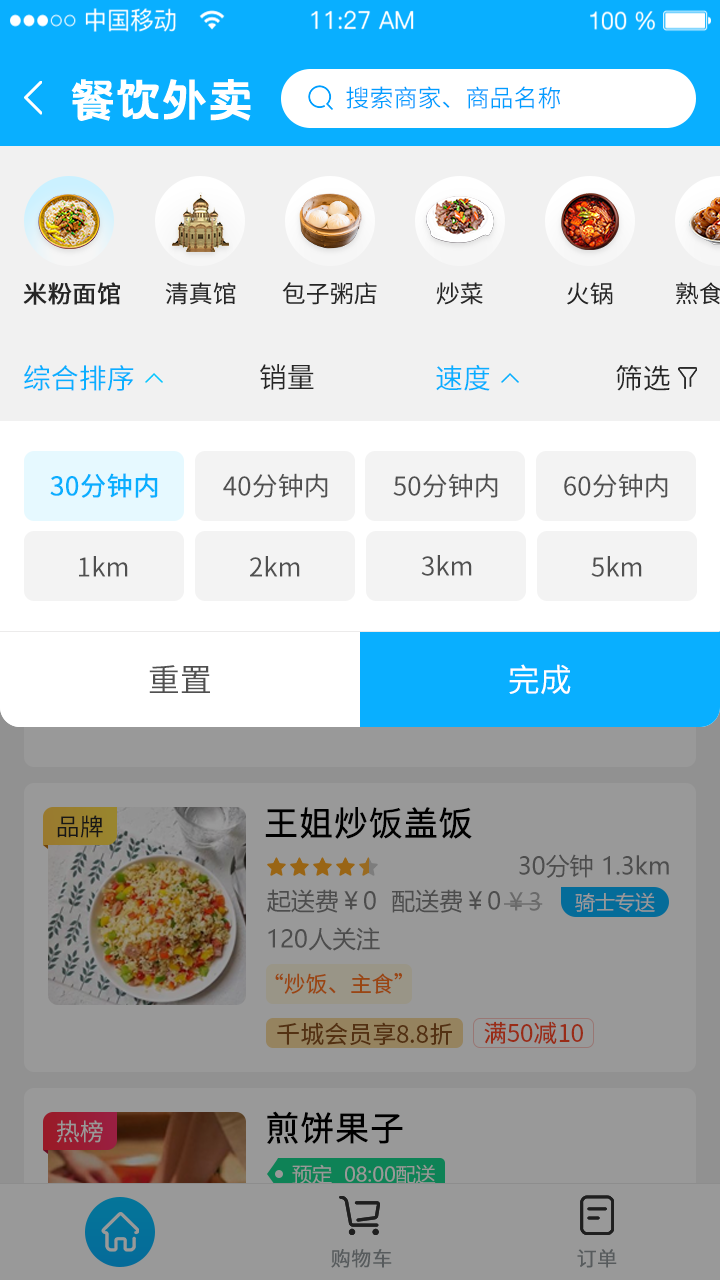 中国移动 11:27 AM 100 %
餐饮外卖 搜索商家、商品名称
米粉面馆 清真馆 包子粥店 炒菜 火锅 熟食
综合排序 销量 速度 筛选
30分钟内 40分钟内 50分钟内 60分钟内
1km 2km 3km 5km
重置 完成
品牌 王姐炒饭盖饭
30分钟 1.3km
起送费￥0 配送费￥0 ￥3 骑士专送
120人关注
“炒饭、主食”
千城会员享8.8折 满50减10
热榜 煎饼果子
预定 08:00配送
购物车 订单